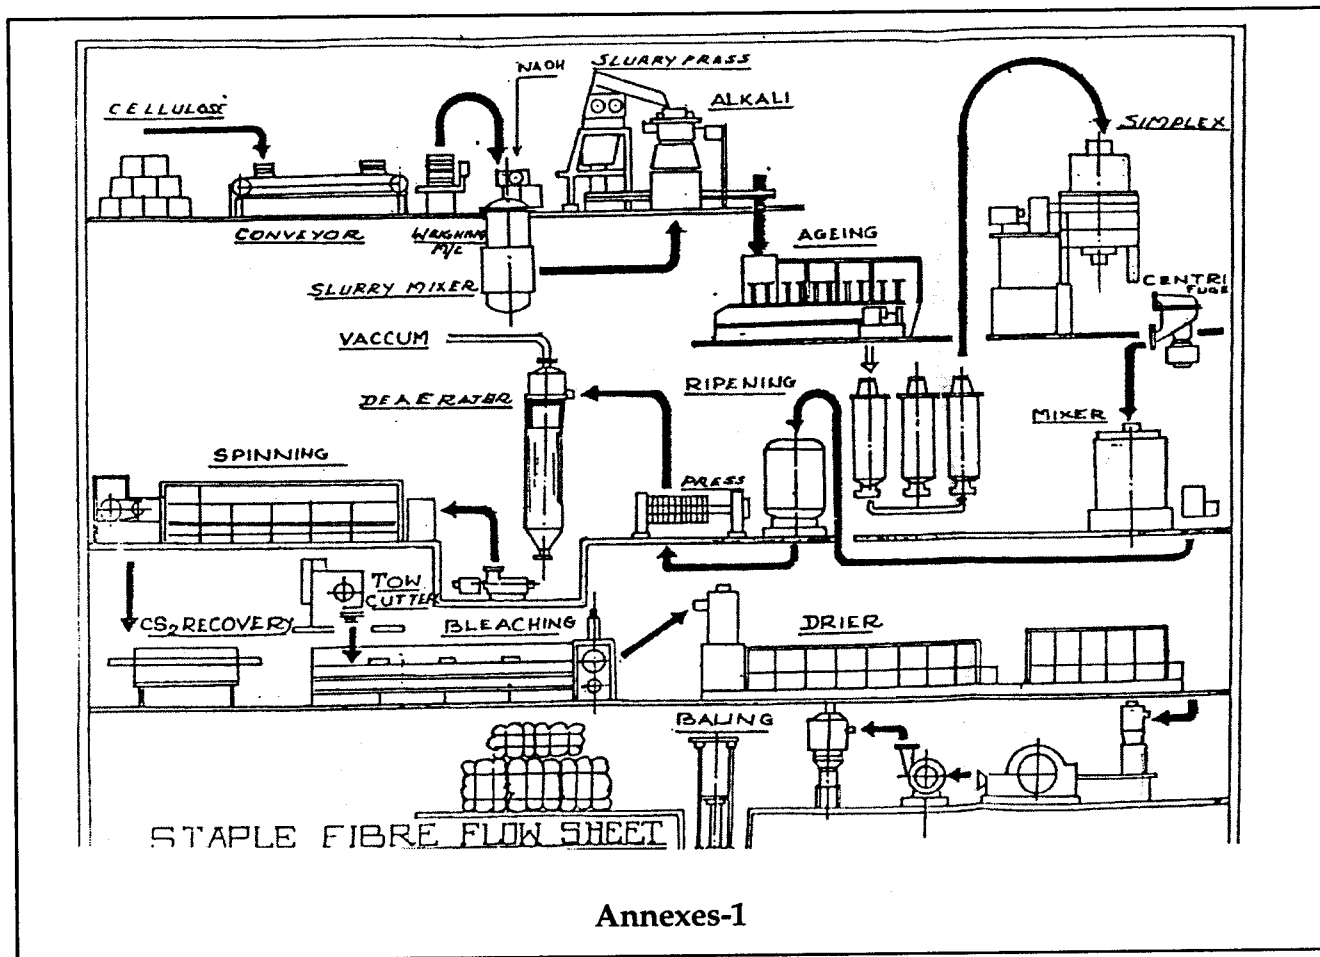 NAOH
SLURRY PRASS
CELLULOSE
ALKALI
SIMPLEX
CONVEYOR
WEIGHING
M/C
AGEING
SLURRY MIXER
CENTRI
FUGE
VACCUM
DEAERATER
RIPENING
MIXER
SPINNING
PRESS
TOW
CUTTER
CS2 RECOVERY
BLEACHING
DRIER
BALING
STAPLE FIBRE FLOW SHEET
Annexes-1